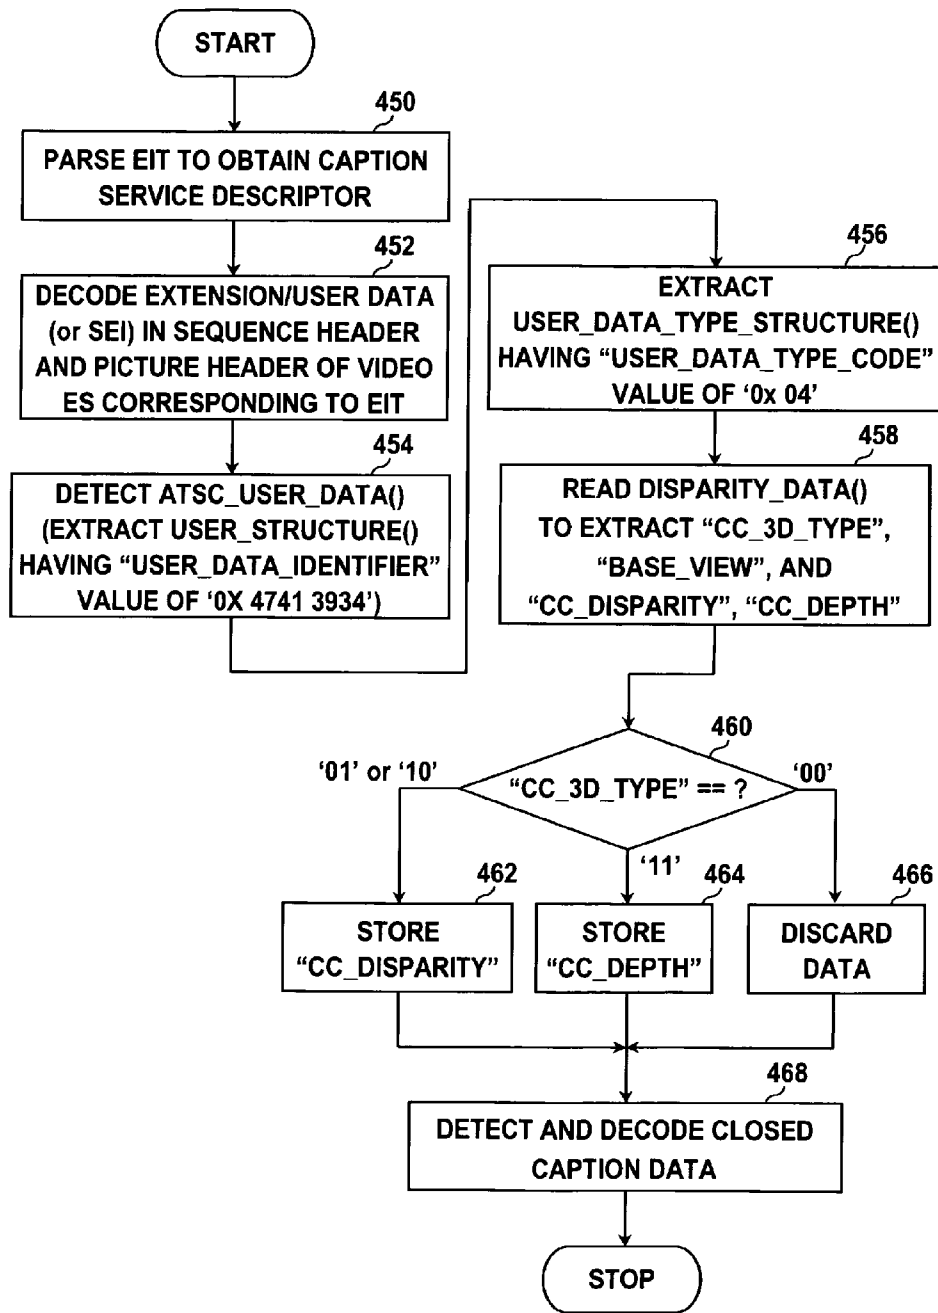 START
450
PARSE EIT TO OBTAIN CAPTION
SERVICE DESCRIPTOR
452
DECODE EXTENSION/USER DATA
(or SEI) IN SEQUENCE HEADER
AND PICTURE HEADER OF VIDEO
ES CORRESPONDING TO EIT
454
DETECT ATSC_USER_DATA()
(EXTRACT USER_STRUCTURE()
HAVING “USER_DATA_IDENTIFIER”
VALUE OF ‘0X 4741 3934’)
456
EXTRACT
USER_DATA_TYPE_STRUCTURE()
HAVING “USER_DATA_TYPE_CODE”
VALUE OF ‘0x 04’
458
READ DISPARITY_DATA()
TO EXTRACT “CC_3D_TYPE”,
“BASE_VIEW”, AND
“CC_DISPARITY”, “CC_DEPTH”
460
‘01’ or ‘10’
“CC_3D_TYPE” == ?
‘00’
‘11’
462
STORE
“CC_DISPARITY”
464
STORE
“CC_DEPTH”
466
DISCARD
DATA
468
DETECT AND DECODE CLOSED
CAPTION DATA
STOP